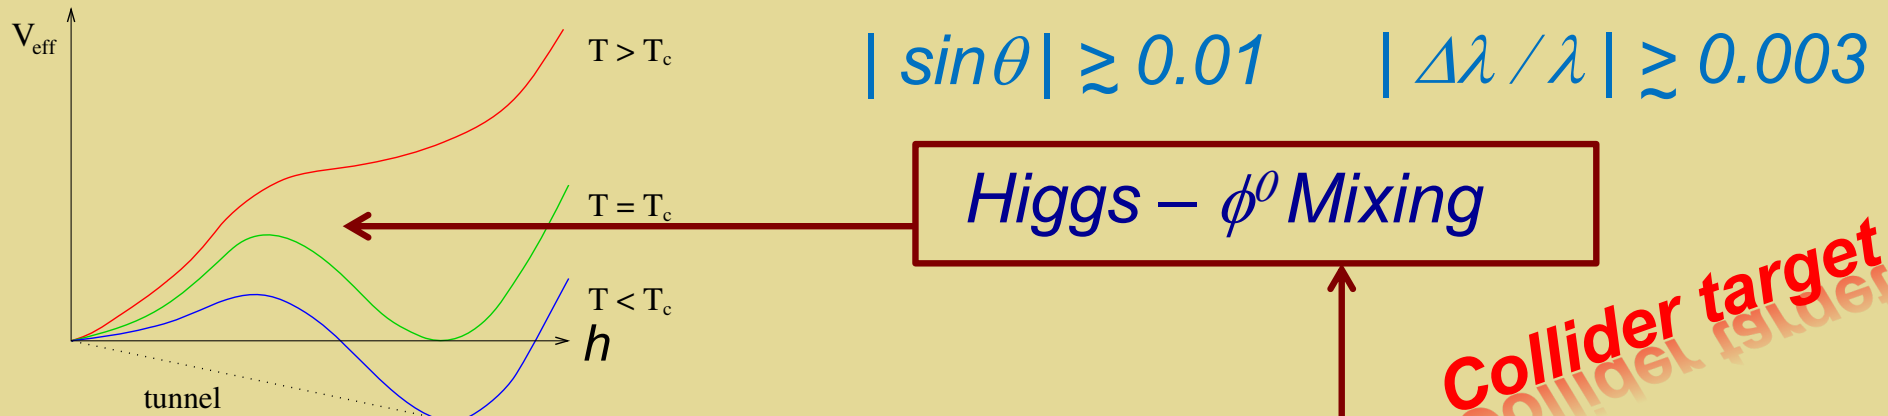 V_eff
T > T_c
| sinθ | ≳ 0.01 | Δλ / λ | ≳ 0.003
T = T_c
Higgs – ϕ⁰ Mixing
T < T_c
h
Collider target
tunnel